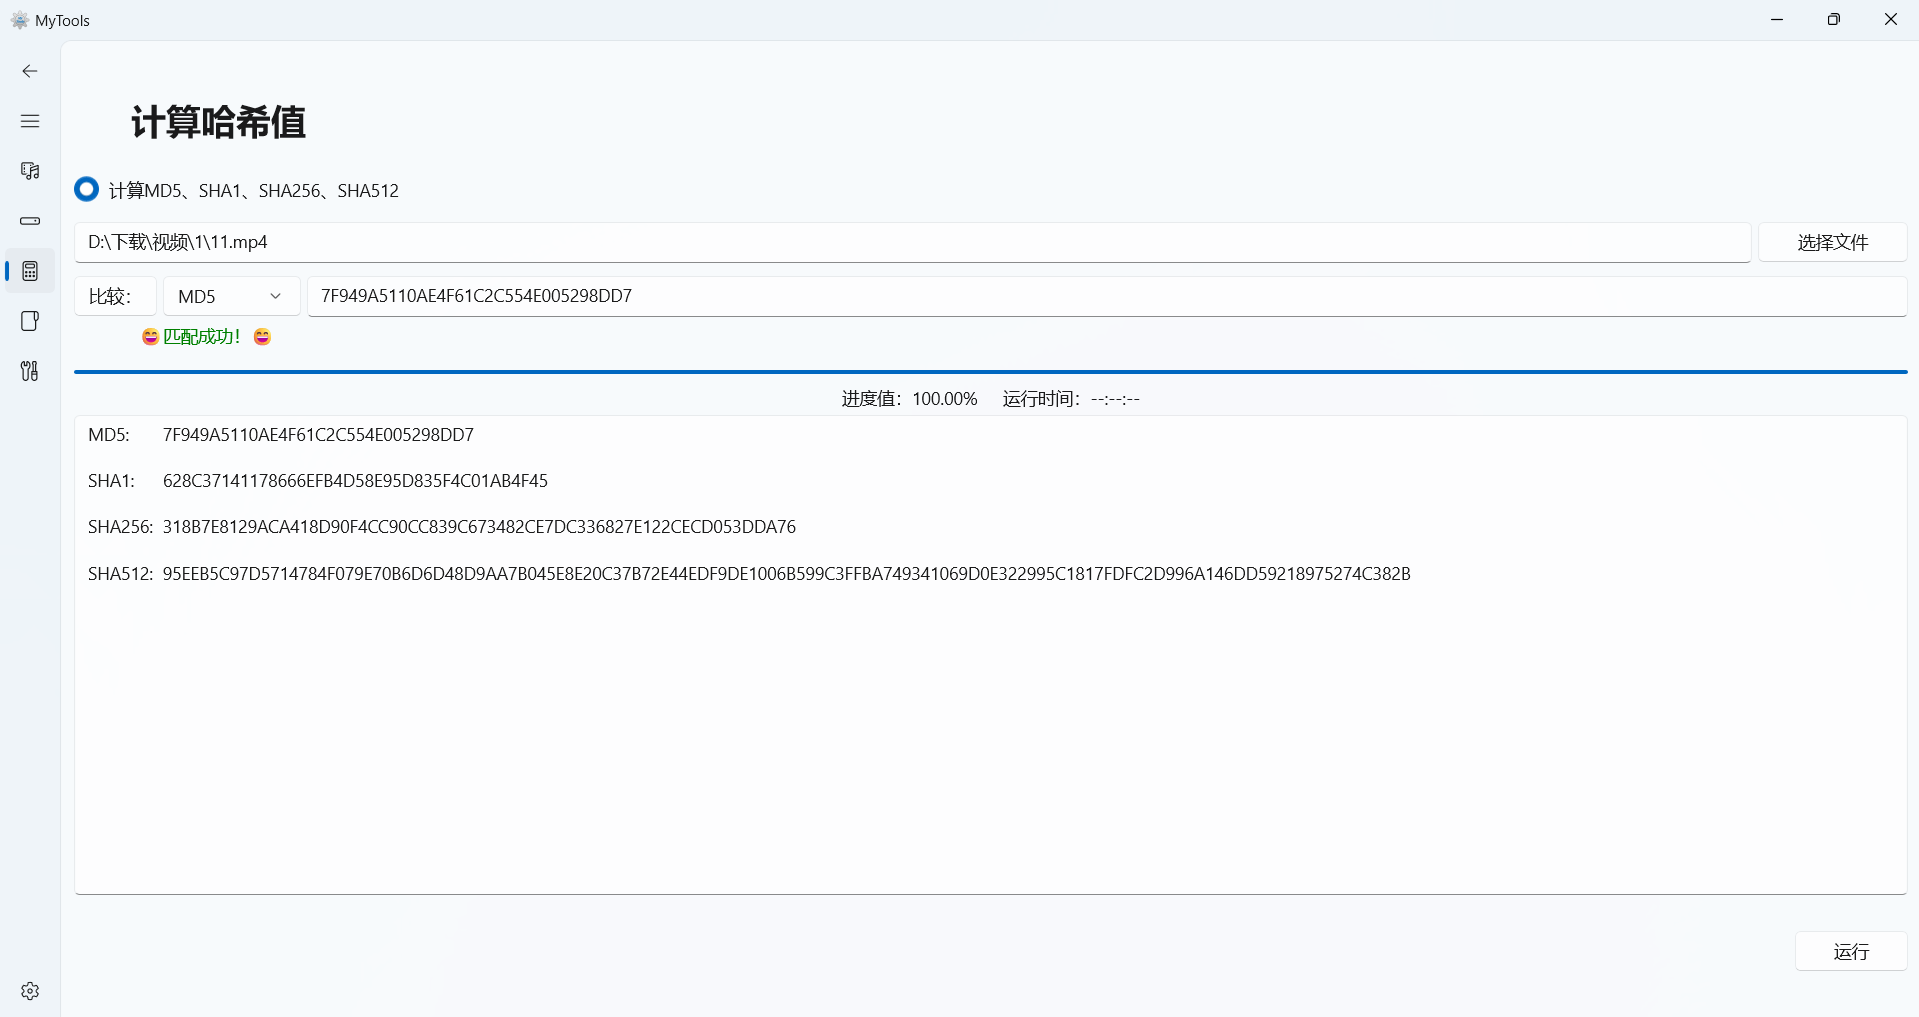 MyTools
计算哈希值
计算MD5、SHA1、SHA256、SHA512
D:\下载\视频\1\11.mp4
选择文件
比较：
MD5
7F949A5110AE4F61C2C554E005298DD7
😄匹配成功！😄
进度值：100.00% 运行时间：--:--:--
MD5: 7F949A5110AE4F61C2C554E005298DD7
SHA1: 628C37141178666EFB4D58E95D835F4C01AB4F45
SHA256: 318B7E8129ACA418D90F4CC90CC839C673482CE7DC336827E122CECD053DDA76
SHA512: 95EEB5C97D5714784F079E70B6D6D48D9AA7B045E8E20C37B72E44EDF9DE1006B599C3FFBA749341069D0E322995C1817FDFC2D996A146DD59218975274C382B
运行